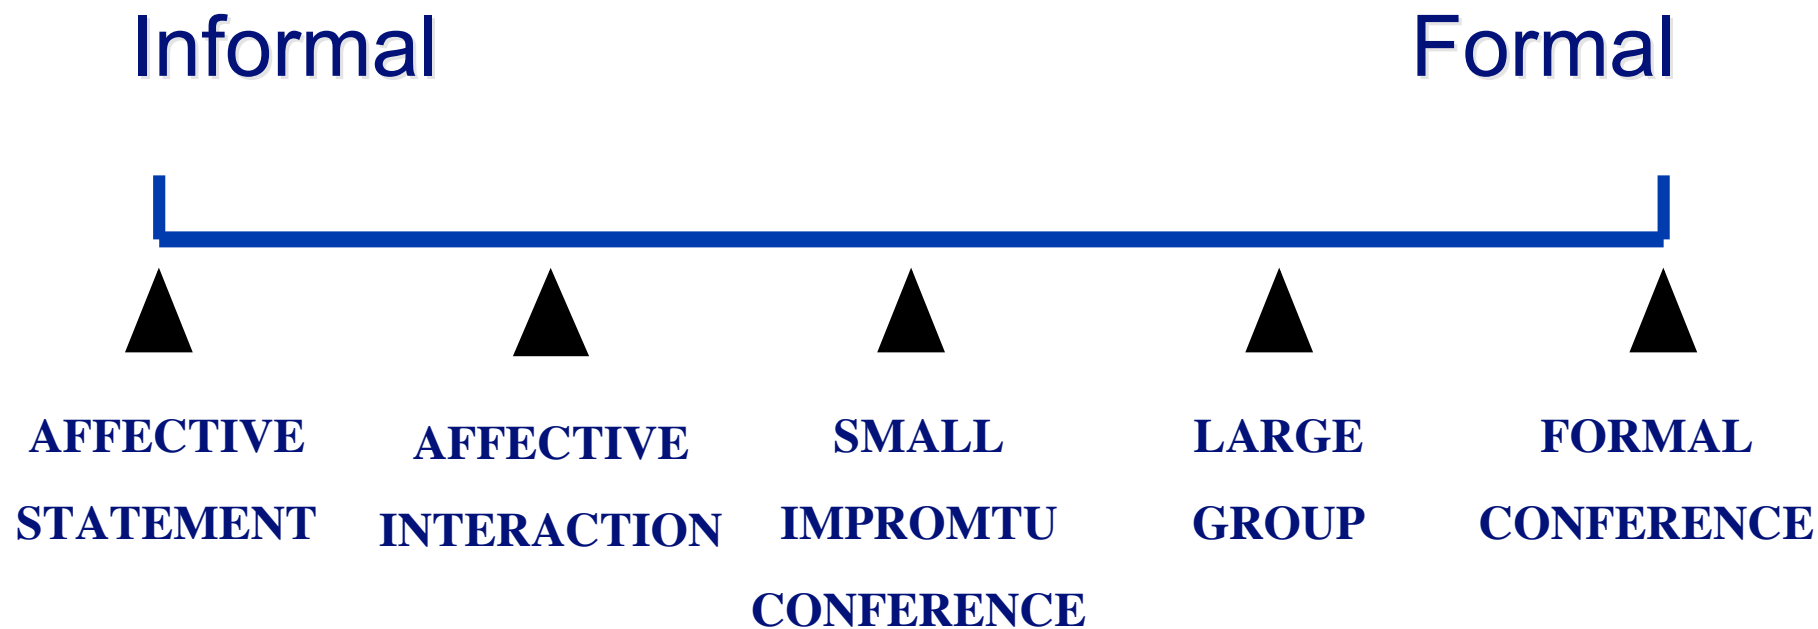 Informal
Formal
AFFECTIVE
STATEMENT
AFFECTIVE
INTERACTION
SMALL
IMPROMTU
CONFERENCE
LARGE
GROUP
FORMAL
CONFERENCE